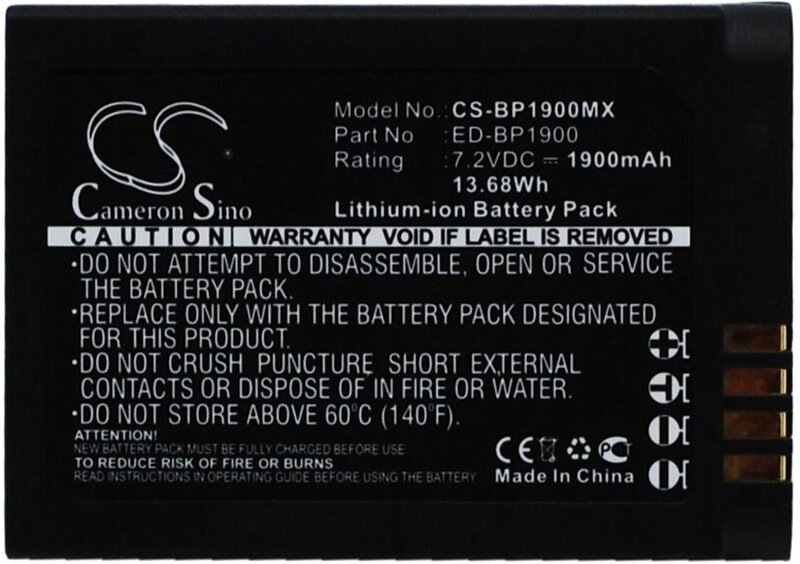 Cameron Sino
Model No.: CS-BP1900MX
Part No : ED-BP1900
Rating : 7.2VDC ⎓ 1900mAh
13.68Wh
Lithium-ion Battery Pack
CAUTION WARRANTY VOID IF LABEL IS REMOVED
•DO NOT ATTEMPT TO DISASSEMBLE, OPEN OR SERVICE
THE BATTERY PACK.
•REPLACE ONLY WITH THE BATTERY PACK DESIGNATED
FOR THIS PRODUCT.
•DO NOT CRUSH PUNCTURE, SHORT EXTERNAL
CONTACTS OR DISPOSE OF IN FIRE OR WATER.
•DO NOT STORE ABOVE 60°C (140°F).
ATTENTION!
NEW BATTERY PACK MUST BE FULLY CHARGED BEFORE USE
TO REDUCE RISK OF FIRE OR BURNS
READ INSTRUCTIONS IN OPERATING GUIDE BEFORE USING THE BATTERY
CE PC
Made In China